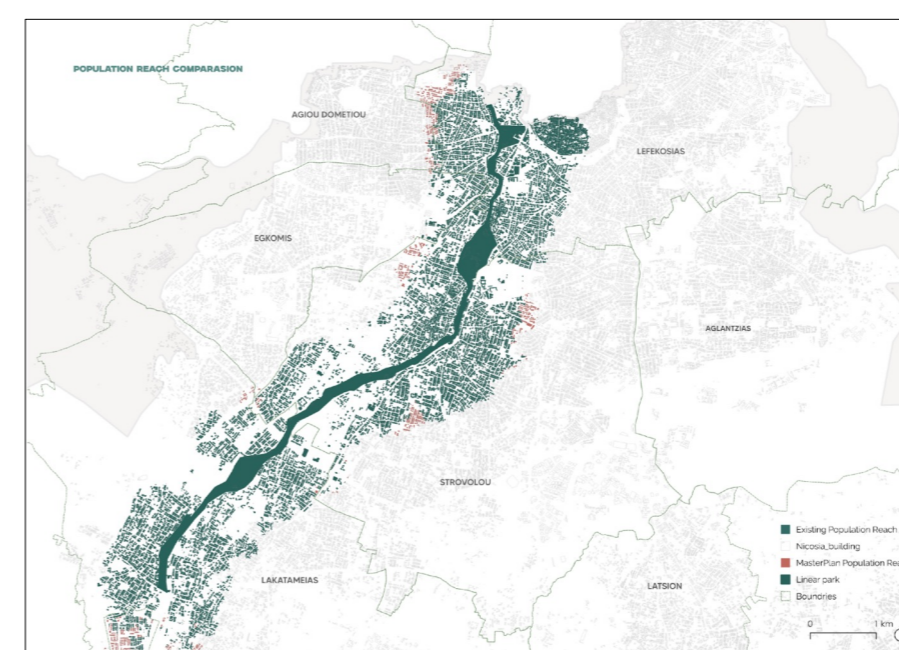 POPULATION REACH COMPARASION
AGIOU DOMETIOU
LEFEKOSIAS
EGKOMIS
AGLANTZIAS
STROVOLOU
LAKATAMEIAS
LATSION
Existing Population Reach
Nicosia_building
MasterPlan Population Rea
Linear park
Boundries
0 1 km